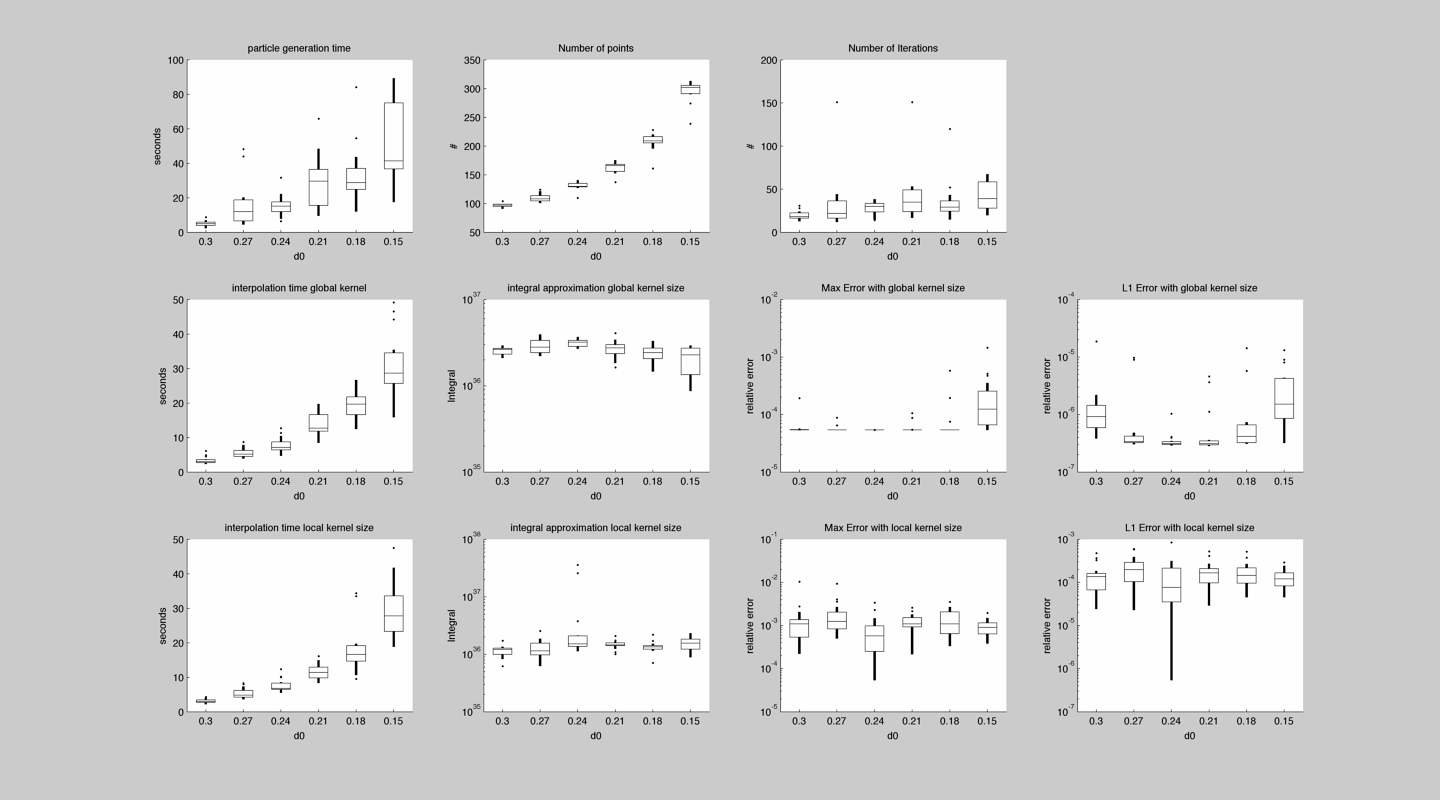 particle generation time
100
80
60
40
20
0
seconds
0.3 0.27 0.24 0.21 0.18 0.15
d0
Number of points
350
300
250
200
150
100
50
#
0.3 0.27 0.24 0.21 0.18 0.15
d0
Number of Iterations
200
150
100
50
0
#
0.3 0.27 0.24 0.21 0.18 0.15
d0
interpolation time global kernel
50
40
30
20
10
0
seconds
0.3 0.27 0.24 0.21 0.18 0.15
d0
integral approximation global kernel size
10^37
10^36
10^35
Integral
0.3 0.27 0.24 0.21 0.18 0.15
d0
Max Error with global kernel size
10^-2
10^-3
10^-4
10^-5
relative error
0.3 0.27 0.24 0.21 0.18 0.15
d0
L1 Error with global kernel size
10^-4
10^-5
10^-6
10^-7
relative error
0.3 0.27 0.24 0.21 0.18 0.15
d0
interpolation time local kernel size
50
40
30
20
10
0
seconds
0.3 0.27 0.24 0.21 0.18 0.15
d0
integral approximation local kernel size
10^38
10^37
10^36
10^35
Integral
0.3 0.27 0.24 0.21 0.18 0.15
d0
Max Error with local kernel size
10^-1
10^-2
10^-3
10^-4
10^-5
relative error
0.3 0.27 0.24 0.21 0.18 0.15
d0
L1 Error with local kernel size
10^-3
10^-4
10^-5
10^-6
10^-7
relative error
0.3 0.27 0.24 0.21 0.18 0.15
d0